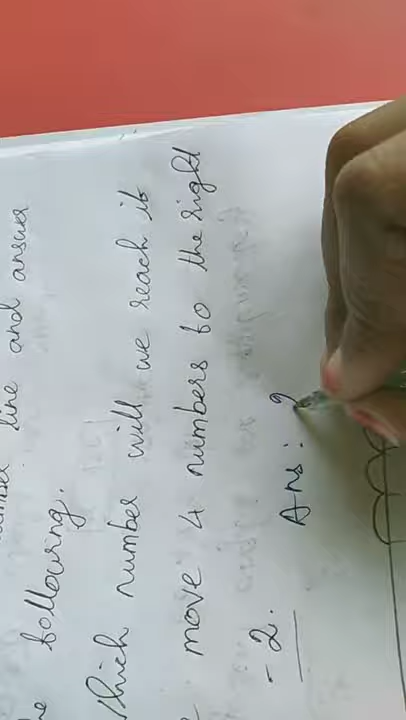 line and answer
following.
Which number will we reach if
move 4 numbers to the right
-2.
Ans: